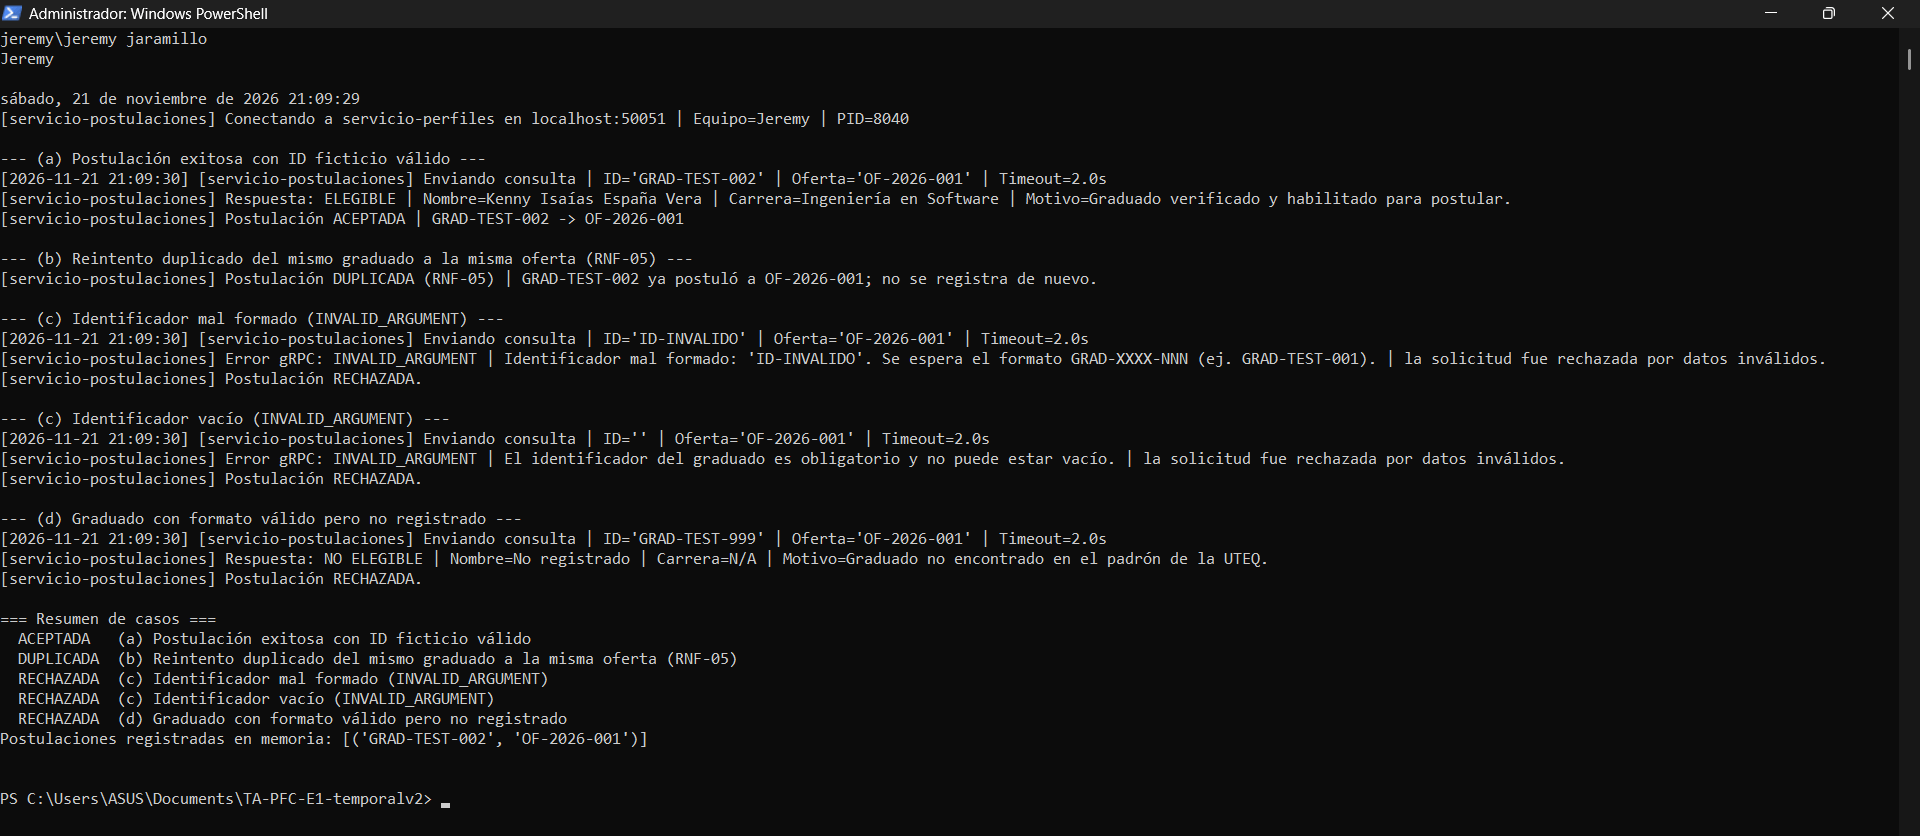 Administrador: Windows PowerShell
jeremy\jeremy jaramillo
Jeremy
sábado, 21 de noviembre de 2026 21:09:29
[servicio-postulaciones] Conectando a servicio-perfiles en localhost:50051 | Equipo=Jeremy | PID=8040
--- (a) Postulación exitosa con ID ficticio válido ---
[2026-11-21 21:09:30] [servicio-postulaciones] Enviando consulta | ID='GRAD-TEST-002' | Oferta='OF-2026-001' | Timeout=2.0s
[servicio-postulaciones] Respuesta: ELEGIBLE | Nombre=Kenny Isaías España Vera | Carrera=Ingeniería en Software | Motivo=Graduado verificado y habilitado para postular.
[servicio-postulaciones] Postulación ACEPTADA | GRAD-TEST-002 -> OF-2026-001
--- (b) Reintento duplicado del mismo graduado a la misma oferta (RNF-05) ---
[servicio-postulaciones] Postulación DUPLICADA (RNF-05) | GRAD-TEST-002 ya postuló a OF-2026-001; no se registra de nuevo.
--- (c) Identificador mal formado (INVALID_ARGUMENT) ---
[2026-11-21 21:09:30] [servicio-postulaciones] Enviando consulta | ID='ID-INVALIDO' | Oferta='OF-2026-001' | Timeout=2.0s
[servicio-postulaciones] Error gRPC: INVALID_ARGUMENT | Identificador mal formado: 'ID-INVALIDO'. Se espera el formato GRAD-XXXX-NNN (ej. GRAD-TEST-001). | la solicitud fue rechazada por datos inválidos.
[servicio-postulaciones] Postulación RECHAZADA.
--- (c) Identificador vacío (INVALID_ARGUMENT) ---
[2026-11-21 21:09:30] [servicio-postulaciones] Enviando consulta | ID='' | Oferta='OF-2026-001' | Timeout=2.0s
[servicio-postulaciones] Error gRPC: INVALID_ARGUMENT | El identificador del graduado es obligatorio y no puede estar vacío. | la solicitud fue rechazada por datos inválidos.
[servicio-postulaciones] Postulación RECHAZADA.
--- (d) Graduado con formato válido pero no registrado ---
[2026-11-21 21:09:30] [servicio-postulaciones] Enviando consulta | ID='GRAD-TEST-999' | Oferta='OF-2026-001' | Timeout=2.0s
[servicio-postulaciones] Respuesta: NO ELEGIBLE | Nombre=No registrado | Carrera=N/A | Motivo=Graduado no encontrado en el padrón de la UTEQ.
[servicio-postulaciones] Postulación RECHAZADA.
=== Resumen de casos ===
ACEPTADA (a) Postulación exitosa con ID ficticio válido
DUPLICADA (b) Reintento duplicado del mismo graduado a la misma oferta (RNF-05)
RECHAZADA (c) Identificador mal formado (INVALID_ARGUMENT)
RECHAZADA (c) Identificador vacío (INVALID_ARGUMENT)
RECHAZADA (d) Graduado con formato válido pero no registrado
Postulaciones registradas en memoria: [('GRAD-TEST-002', 'OF-2026-001')]
PS C:\Users\ASUS\Documents\TA-PFC-E1-temporalv2>